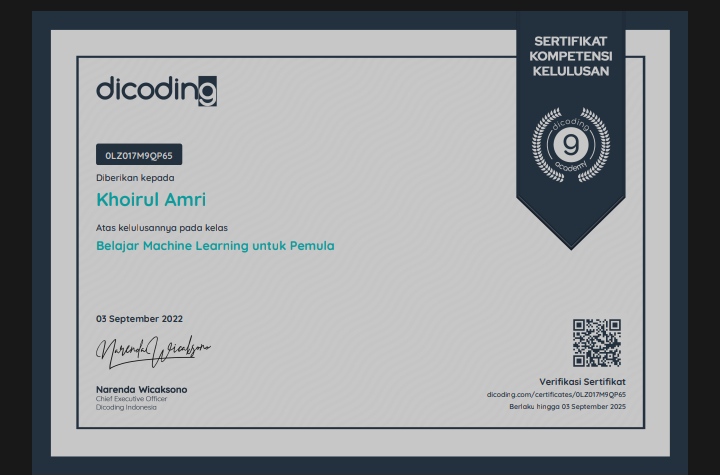 SERTIFIKAT
KOMPETENSI
KELULUSAN
dicoding
dicoding
9
academy
0LZ017M9QP65
Diberikan kepada
Khoirul Amri
Atas kelulusannya pada kelas
Belajar Machine Learning untuk Pemula
03 September 2022
Narenda Wicaksono
Narenda Wicaksono
Chief Executive Officer
Dicoding Indonesia
Verifikasi Sertifikat
dicoding.com/certificates/0LZ017M9QP65
Berlaku hingga 03 September 2025